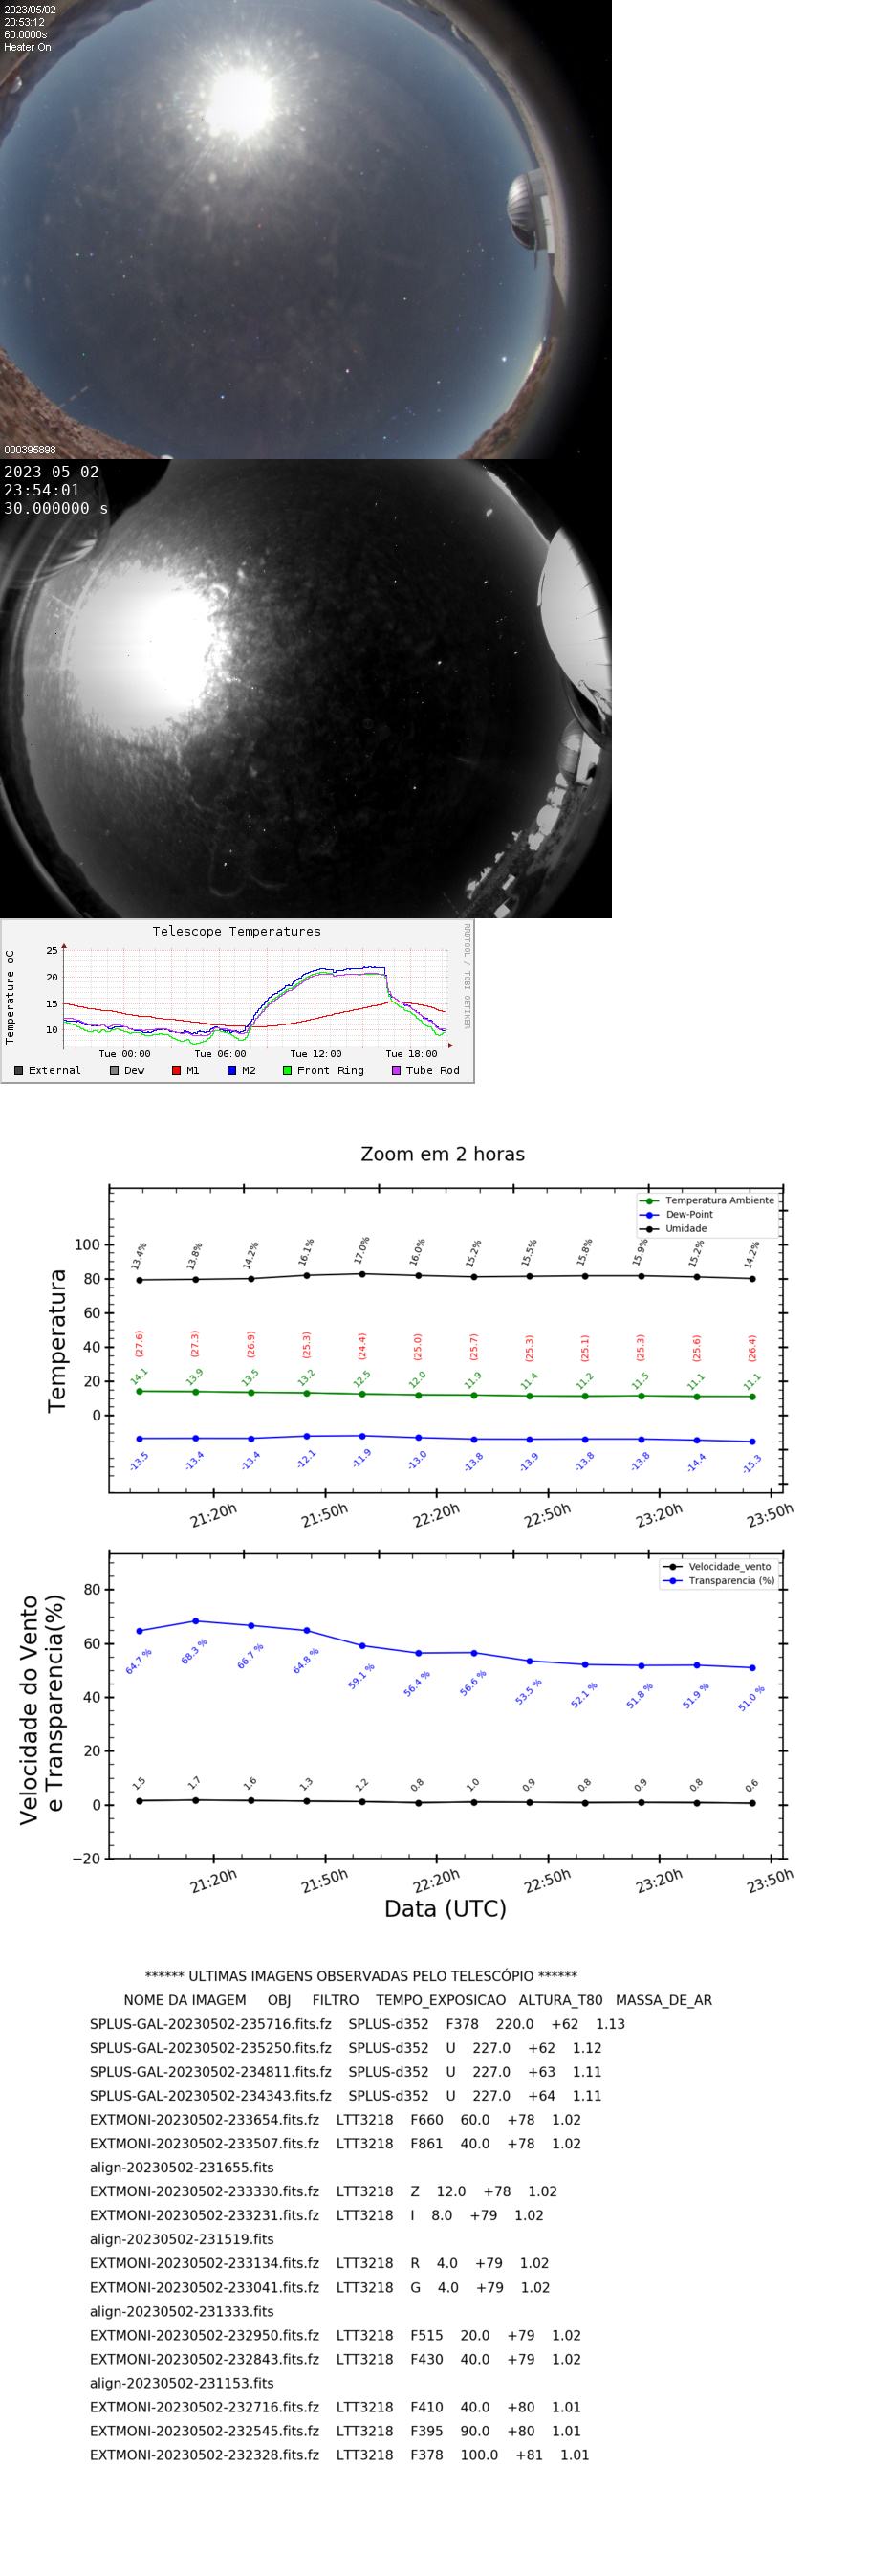 2023/05/02
20:53:12
60.0000s
Heater On
000395898
2023-05-02
23:54:01
30.000000 s
Telescope Temperatures
RRDTOOL / TOBI OETIKER
Temperature oC
25
20
15
10
Tue 00:00 Tue 06:00 Tue 12:00 Tue 18:00
External Dew M1 M2 Front Ring Tube Rod
Zoom em 2 horas
Temperatura Ambiente
Dew-Point
Umidade
Temperatura
100
80
60
40
20
0
13.4% 13.8% 14.2% 16.1% 17.0% 16.0% 15.2% 15.5% 15.8% 15.9% 15.2% 14.2%
(27.6) (27.3) (26.9) (25.3) (24.4) (25.0) (25.7) (25.3) (25.1) (25.3) (25.6) (26.4)
14.1 13.9 13.5 13.2 12.5 12.0 11.9 11.4 11.2 11.5 11.1 11.1
-13.5 -13.4 -13.4 -12.1 -11.9 -13.0 -13.8 -13.9 -13.8 -13.8 -14.4 -15.3
21:20h 21:50h 22:20h 22:50h 23:20h 23:50h
Velocidade_vento
Transparencia (%)
Velocidade do Vento
e Transparencia(%)
80
60
40
20
0
−20
64.7 % 68.3 % 66.7 % 64.8 % 59.1 % 56.4 % 56.6 % 53.5 % 52.1 % 51.8 % 51.9 % 51.0 %
1.5 1.7 1.6 1.3 1.2 0.8 1.0 0.9 0.8 0.9 0.8 0.6
21:20h 21:50h 22:20h 22:50h 23:20h 23:50h
Data (UTC)
****** ULTIMAS IMAGENS OBSERVADAS PELO TELESCÓPIO ******
NOME DA IMAGEM OBJ FILTRO TEMPO_EXPOSICAO ALTURA_T80 MASSA_DE_AR
SPLUS-GAL-20230502-235716.fits.fz SPLUS-d352 F378 220.0 +62 1.13
SPLUS-GAL-20230502-235250.fits.fz SPLUS-d352 U 227.0 +62 1.12
SPLUS-GAL-20230502-234811.fits.fz SPLUS-d352 U 227.0 +63 1.11
SPLUS-GAL-20230502-234343.fits.fz SPLUS-d352 U 227.0 +64 1.11
EXTMONI-20230502-233654.fits.fz LTT3218 F660 60.0 +78 1.02
EXTMONI-20230502-233507.fits.fz LTT3218 F861 40.0 +78 1.02
align-20230502-231655.fits
EXTMONI-20230502-233330.fits.fz LTT3218 Z 12.0 +78 1.02
EXTMONI-20230502-233231.fits.fz LTT3218 I 8.0 +79 1.02
align-20230502-231519.fits
EXTMONI-20230502-233134.fits.fz LTT3218 R 4.0 +79 1.02
EXTMONI-20230502-233041.fits.fz LTT3218 G 4.0 +79 1.02
align-20230502-231333.fits
EXTMONI-20230502-232950.fits.fz LTT3218 F515 20.0 +79 1.02
EXTMONI-20230502-232843.fits.fz LTT3218 F430 40.0 +79 1.02
align-20230502-231153.fits
EXTMONI-20230502-232716.fits.fz LTT3218 F410 40.0 +80 1.01
EXTMONI-20230502-232545.fits.fz LTT3218 F395 90.0 +80 1.01
EXTMONI-20230502-232328.fits.fz LTT3218 F378 100.0 +81 1.01